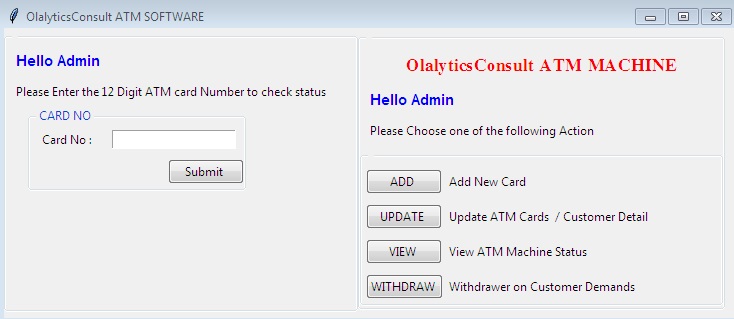 OlalyticsConsult ATM SOFTWARE
Hello Admin
Please Enter the 12 Digit ATM card Number to check status
CARD NO
Card No :
Submit
OlalyticsConsult ATM MACHINE
Hello Admin
Please Choose one of the following Action
ADD Add New Card
UPDATE Update ATM Cards / Customer Detail
VIEW View ATM Machine Status
WITHDRAW Withdrawer on Customer Demands